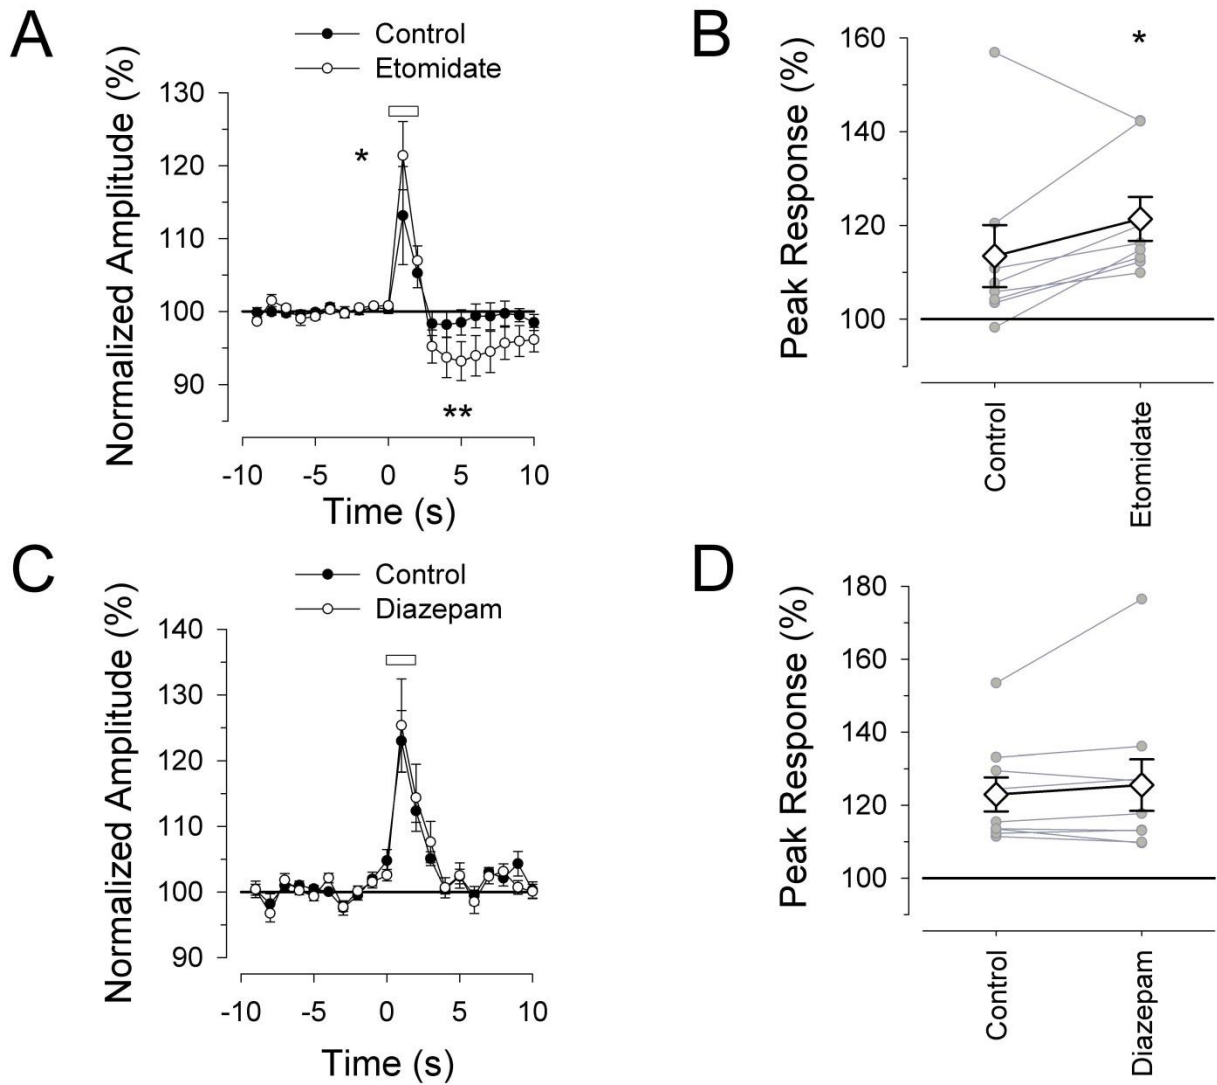 A
Control
Etomidate
Normalized Amplitude (%)
130
120
110
100
90
*
**
-10 -5 0 5 10
Time (s)
B
Peak Response (%)
160
140
120
100
*
Control
Etomidate
C
Control
Diazepam
Normalized Amplitude (%)
140
130
120
110
100
90
-10 -5 0 5 10
Time (s)
D
Peak Response (%)
180
160
140
120
100
Control
Diazepam